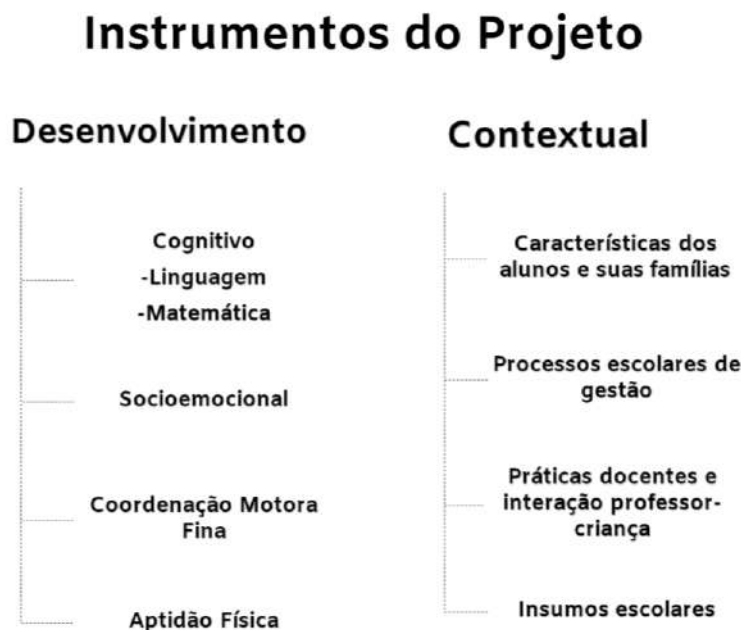 Instrumentos do Projeto
Desenvolvimento
Cognitivo
-Linguagem
-Matemática
Socioemocional
Coordenação Motora
Fina
Aptidão Física
Contextual
Características dos
alunos e suas famílias
Processos escolares de
gestão
Práticas docentes e
interação professor-
criança
Insumos escolares